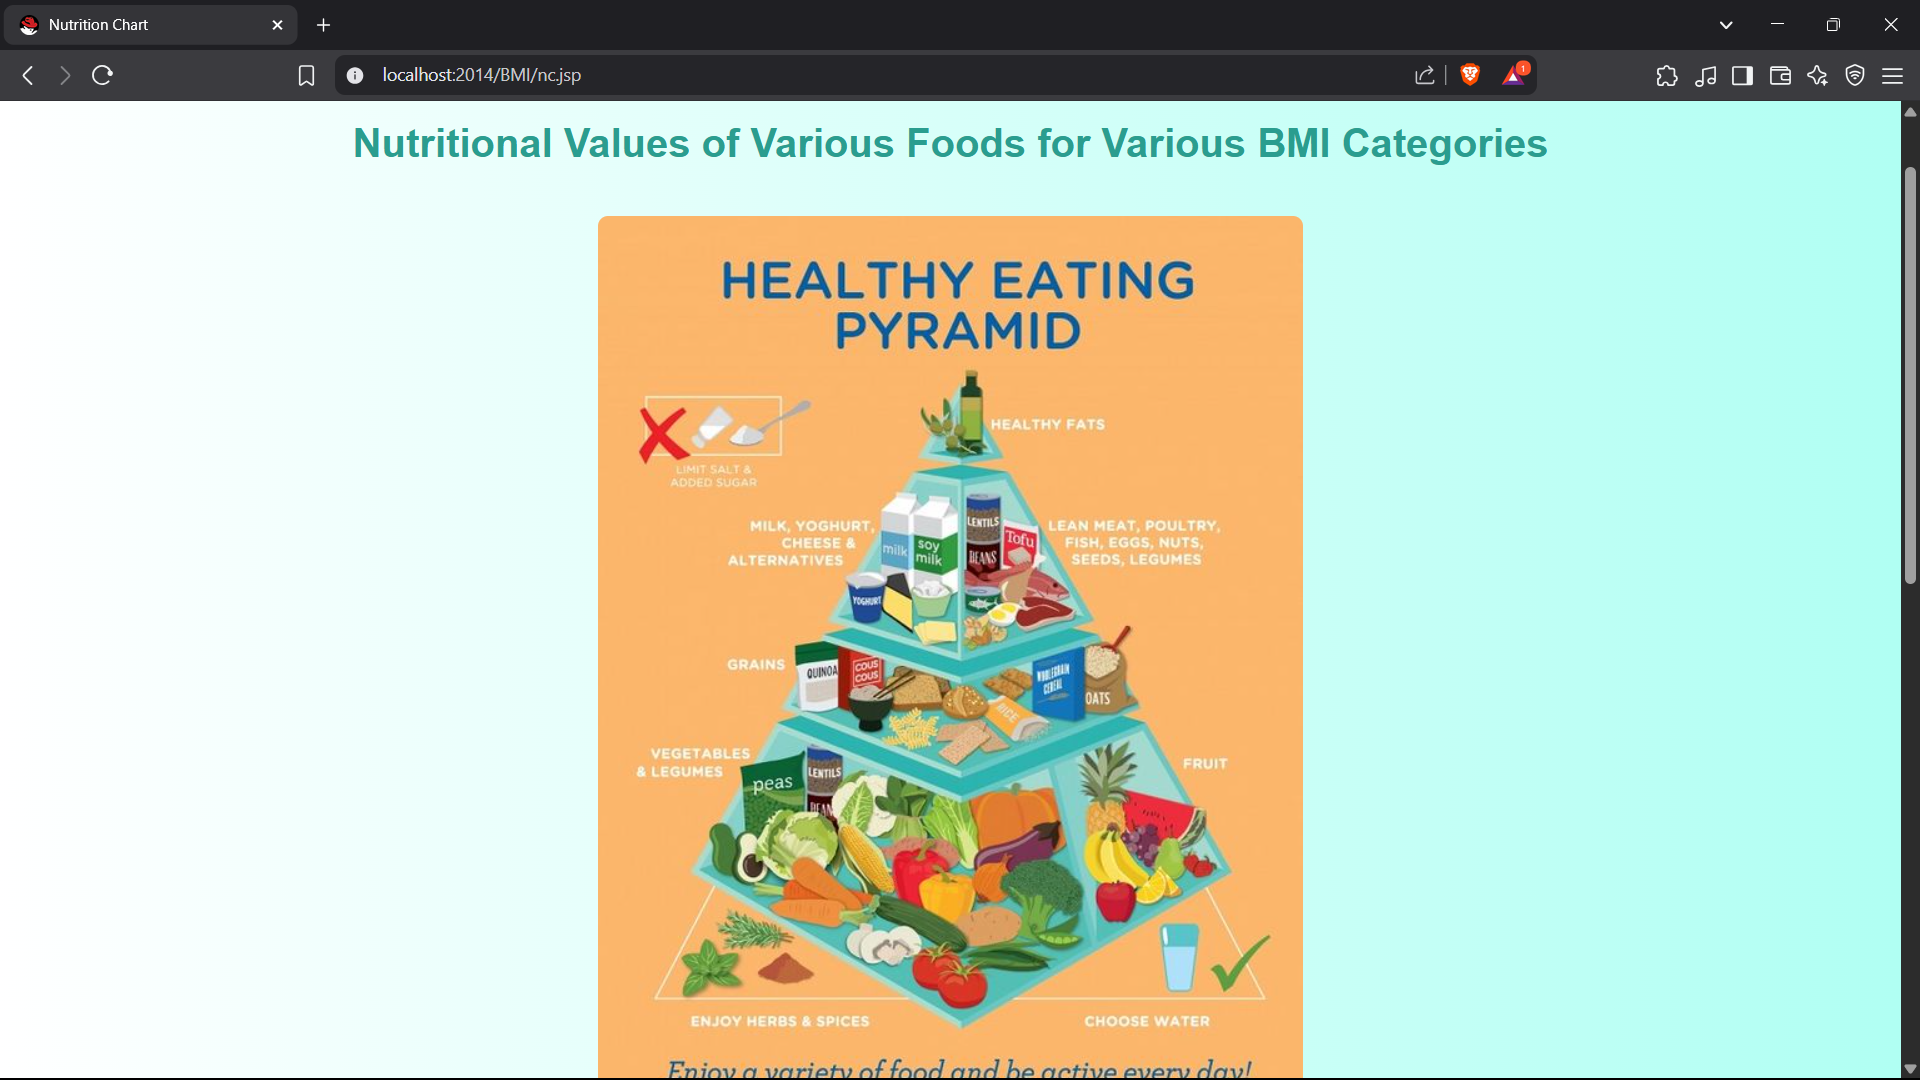 Nutrition Chart
localhost:2014/BMI/nc.jsp
1
Nutritional Values of Various Foods for Various BMI Categories
HEALTHY EATING
PYRAMID
HEALTHY FATS
LIMIT SALT &
ADDED SUGAR
MILK, YOGHURT,
CHEESE &
ALTERNATIVES
milk
soy
milk
YOGHURT
LENTILS
BEANS
Tofu
LEAN MEAT, POULTRY,
FISH, EGGS, NUTS,
SEEDS, LEGUMES
GRAINS
QUINOA
COUS
COUS
RICE
WHOLEGRAIN
CEREAL
OATS
VEGETABLES
& LEGUMES
peas
LENTILS
BEAN
FRUIT
ENJOY HERBS & SPICES
CHOOSE WATER
Enjoy a variety of food and be active every day!